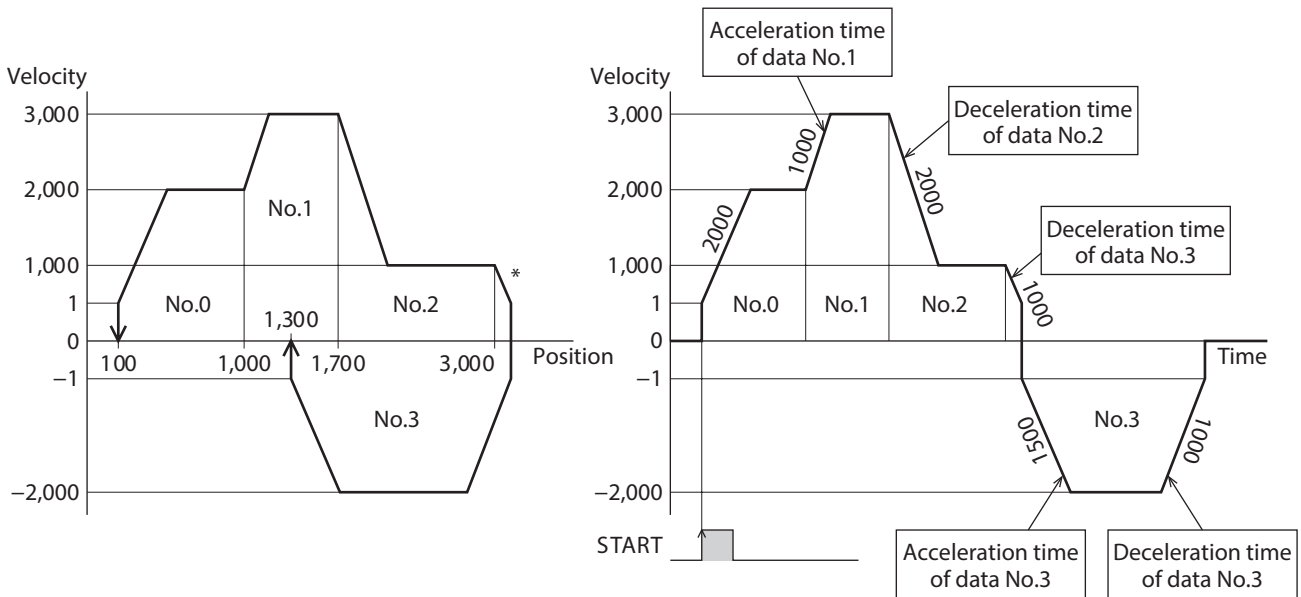 Velocity
3,000
2,000
1,000
1
0
−1
−2,000
No.0
No.1
No.2
No.3
*
100
1,000
1,300
1,700
3,000
Position
Acceleration time
of data No.1
Velocity
3,000
2,000
1,000
1
0
−1
−2,000
2000
1000
2000
1000
Deceleration time
of data No.2
Deceleration time
of data No.3
No.0
No.1
No.2
Time
No.3
1500
1000
START
Acceleration time
of data No.3
Deceleration time
of data No.3